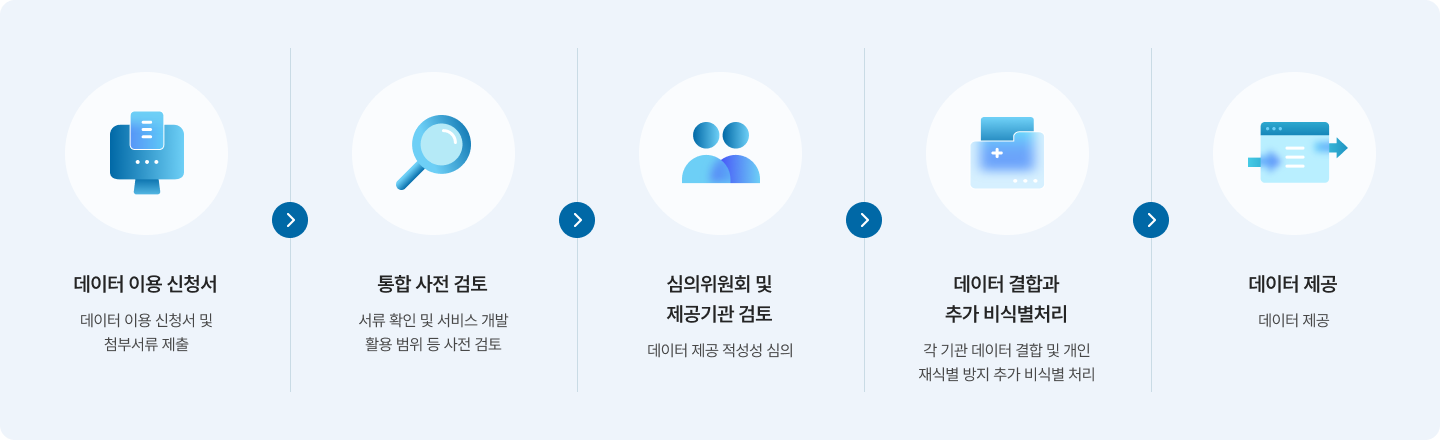 데이터 이용 신청서
데이터 이용 신청서 및
첨부서류 제출
통합 사전 검토
서류 확인 및 서비스 개발
활용 범위 등 사전 검토
심의위원회 및
제공기관 검토
데이터 제공 적성성 심의
데이터 결합과
추가 비식별처리
각 기관 데이터 결합 및 개인
재식별 방지 추가 비식별 처리
데이터 제공
데이터 제공